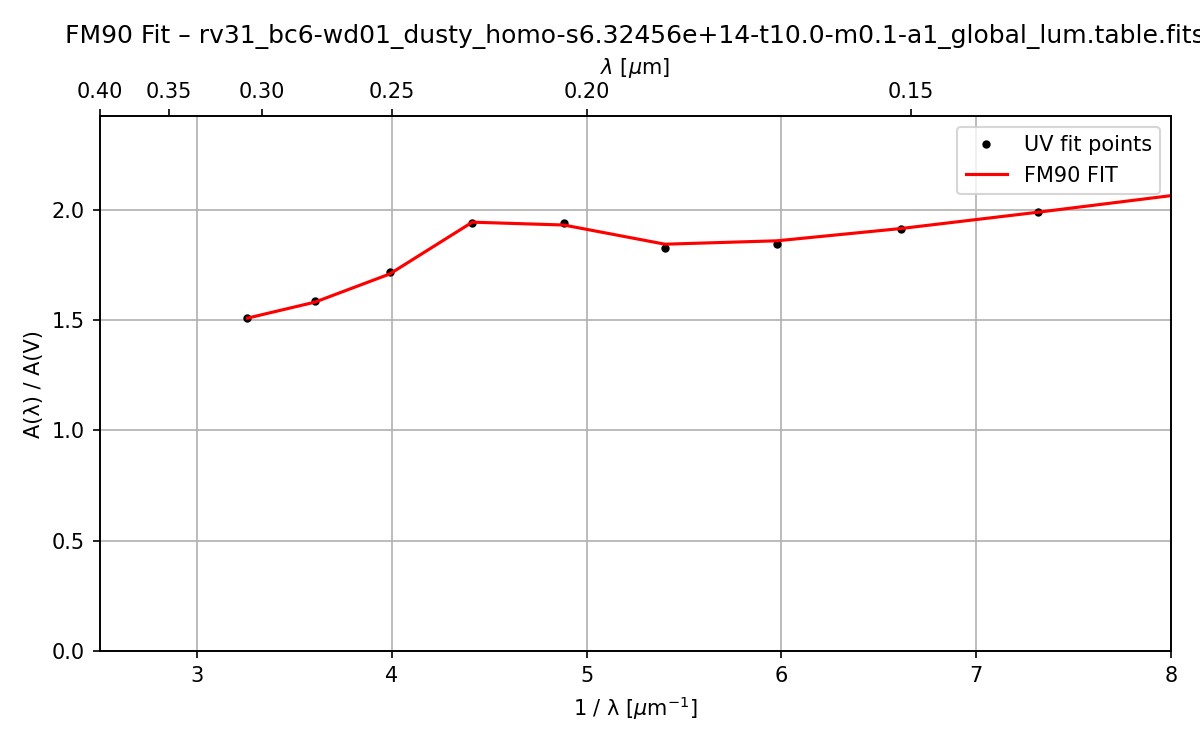 FM90 Fit – rv31_bc6-wd01_dusty_homo-s6.32456e+14-t10.0-m0.1-a1_global_lum.table.fits
λ [μm]
0.40 0.35 0.30 0.25 0.20 0.15
UV fit points
FM90 FIT
A(λ) / A(V)
2.0
1.5
1.0
0.5
0.0
3 4 5 6 7 8
1 / λ [μm⁻¹]